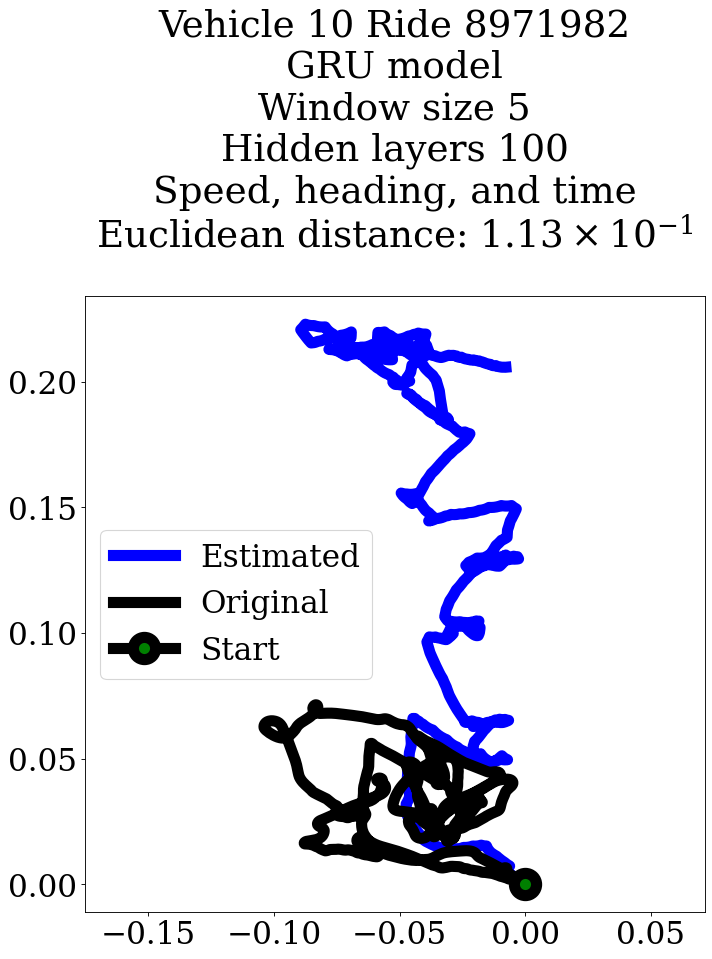 Vehicle 10 Ride 8971982
GRU model
Window size 5
Hidden layers 100
Speed, heading, and time
Euclidean distance: 1.13 × 10⁻¹
0.20
0.15
0.10
0.05
0.00
Estimated
Original
Start
−0.15
−0.10
−0.05
0.00
0.05